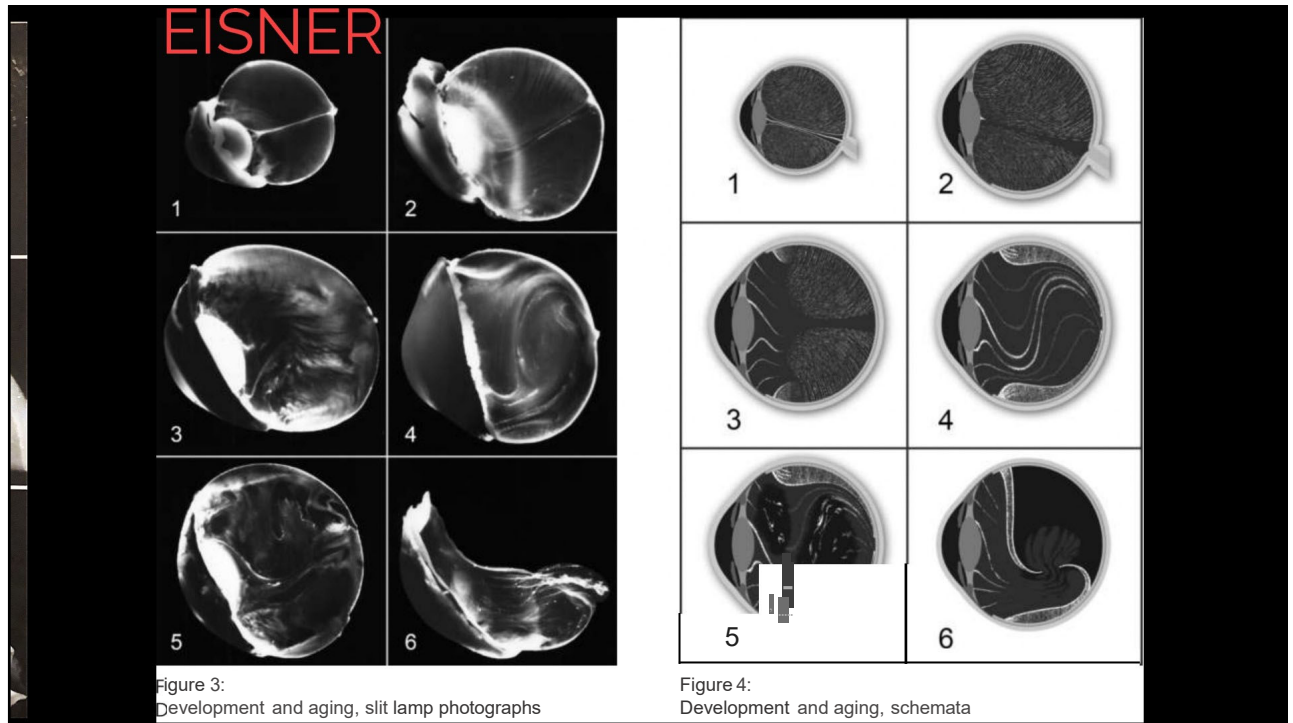 EISNER
1
2
3
4
5
6
Figure 3:
Development and aging, slit lamp photographs
1
2
3
4
5
6
Figure 4:
Development and aging, schemata